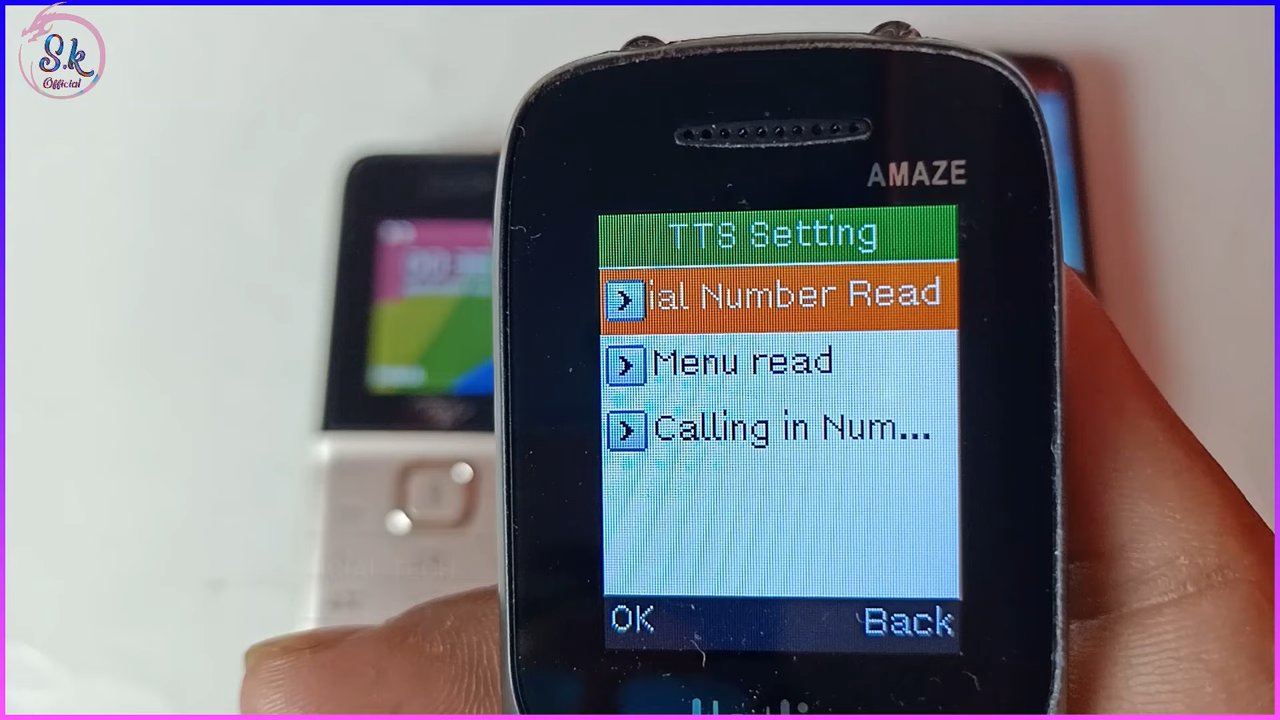 S.k
Official
AMAZE
TTS Setting
ial Number Read
Menu read
Calling in Num...
OK
Back